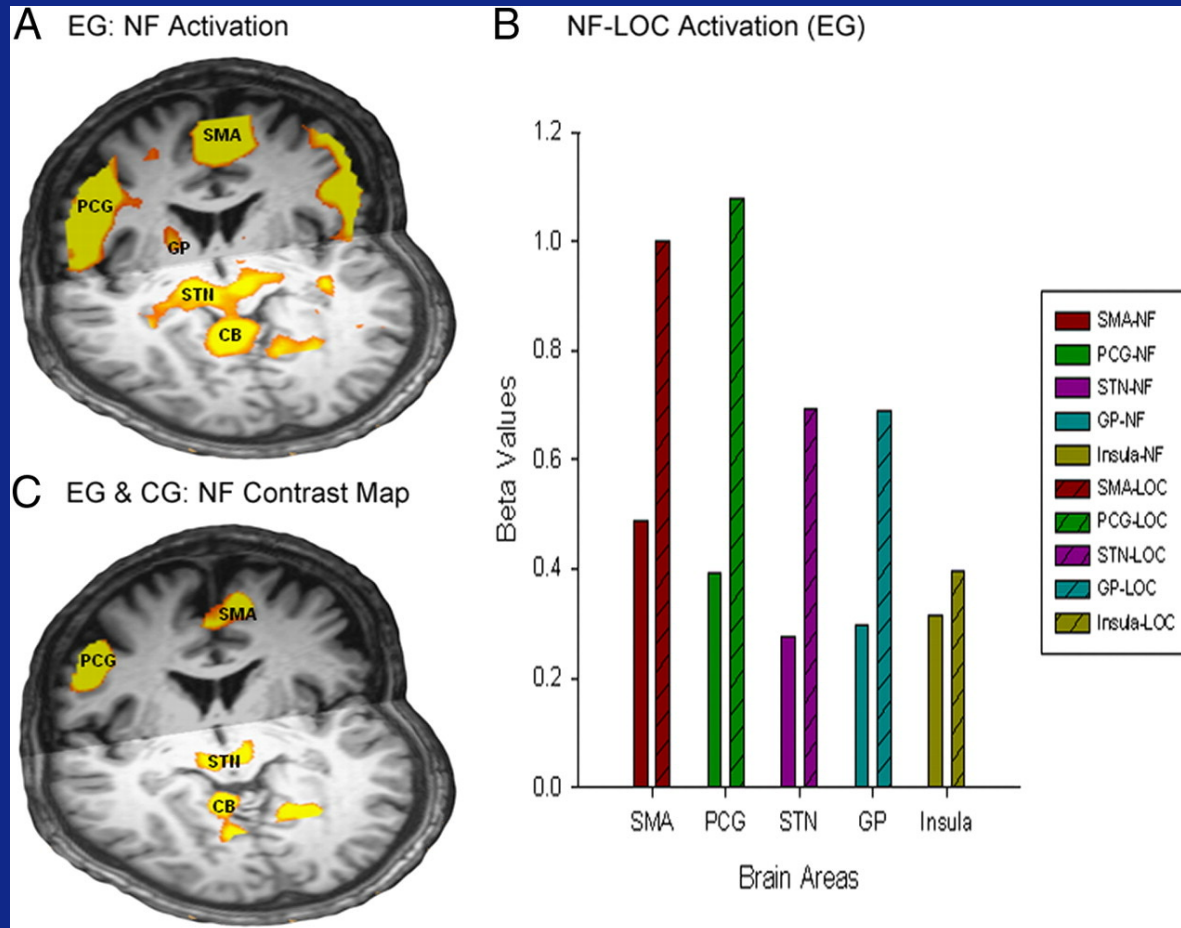 A EG: NF Activation
SMA
PCG
GP
STN
CB
B NF-LOC Activation (EG)
1.2
1.0
0.8
0.6
0.4
0.2
0.0
Beta Values
SMA PCG STN GP Insula
Brain Areas
SMA-NF
PCG-NF
STN-NF
GP-NF
Insula-NF
SMA-LOC
PCG-LOC
STN-LOC
GP-LOC
Insula-LOC
C EG & CG: NF Contrast Map
SMA
PCG
STN
CB